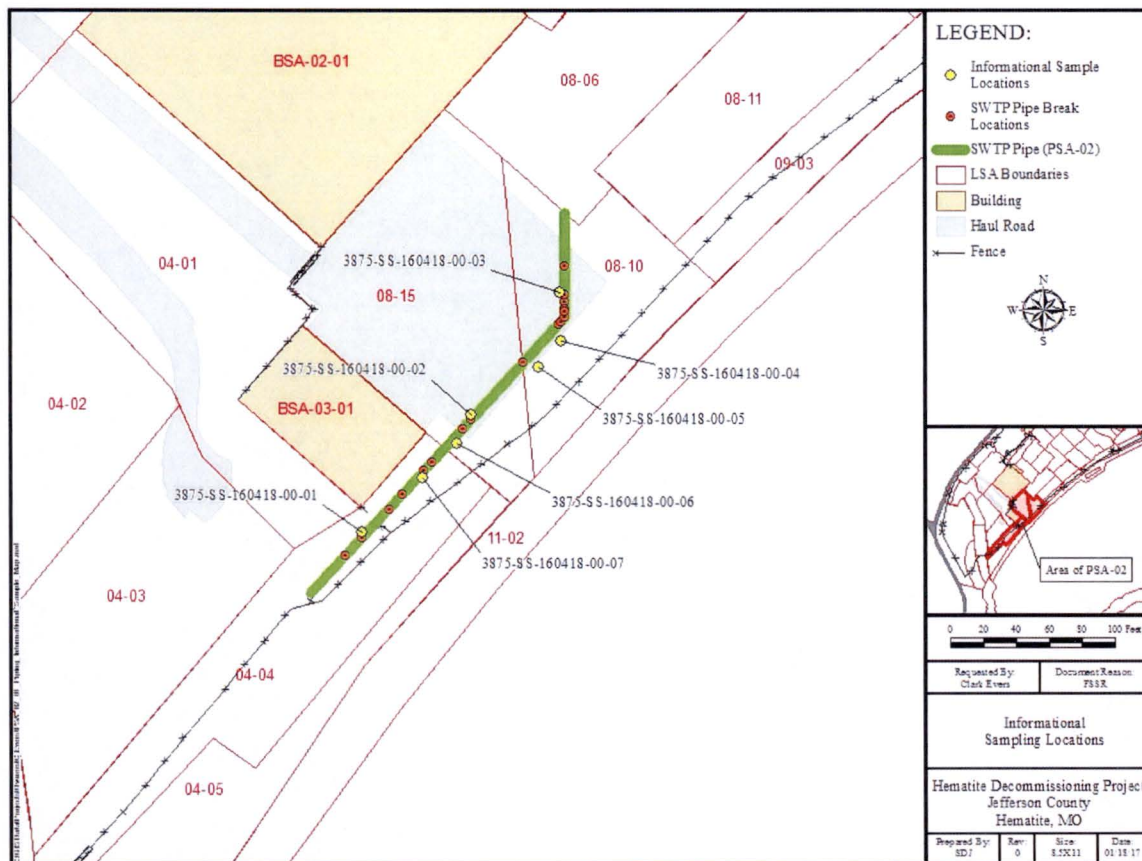 BSA-02-01
08-06
08-11
09-03
04-01
3875-SS-160418-00-03
08-10
08-15
3875-SS-160418-00-02
3875-SS-160418-00-04
04-02
BSA-03-01
3875-SS-160418-00-05
3875-SS-160418-00-01
3875-SS-160418-00-06
11-02
3875-SS-160418-00-07
04-03
04-04
04-05
LEGEND:
Informational Sample
Locations
SWTP Pipe Break
Locations
SWTP Pipe (PSA-02)
LSA Boundaries
Building
Haul Road
Fence
N
W
E
S
Area of PSA-02
0 20 40 60 80 100 Feet
Requested By:
Clark Evers
Document Reason
FSSR
Informational
Sampling Locations
Hematite Decommissioning Project
Jefferson County
Hematite, MO
Prepared By:
SDJ
Rev:
0
Size:
8.5X11
Date:
01/18/17